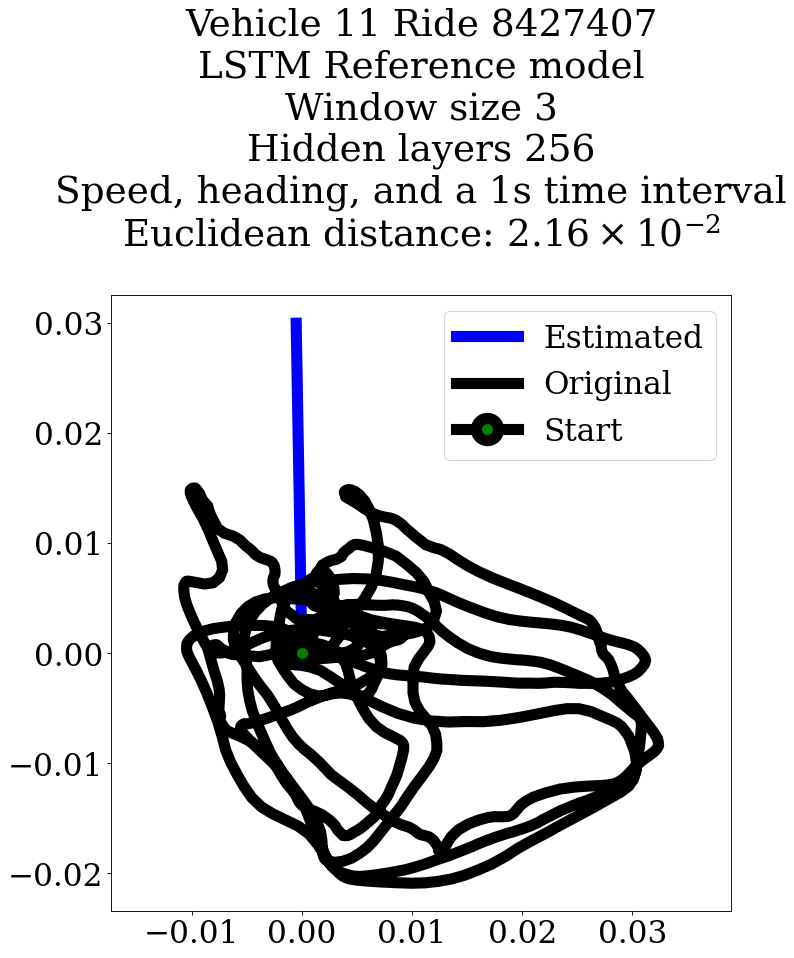 Vehicle 11 Ride 8427407
LSTM Reference model
Window size 3
Hidden layers 256
Speed, heading, and a 1s time interval
Euclidean distance: 2.16 × 10⁻²
Estimated
Original
Start
0.03
0.02
0.01
0.00
−0.01
−0.02
−0.01 0.00 0.01 0.02 0.03